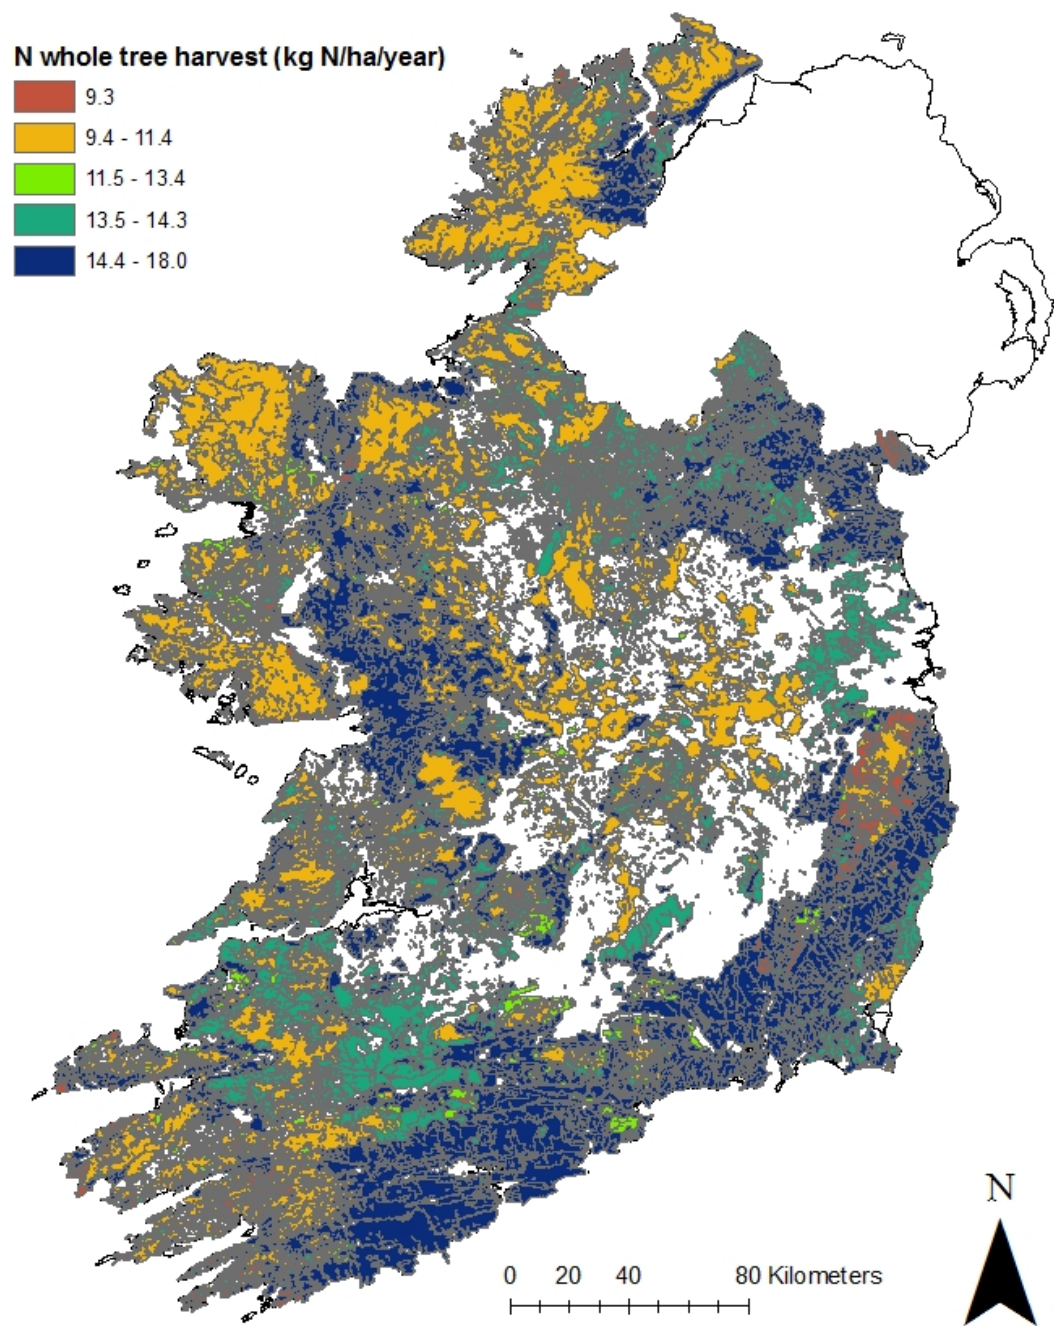 N whole tree harvest (kg N/ha/year)
9.3
9.4 - 11.4
11.5 - 13.4
13.5 - 14.3
14.4 - 18.0
N
0 20 40 80 Kilometers